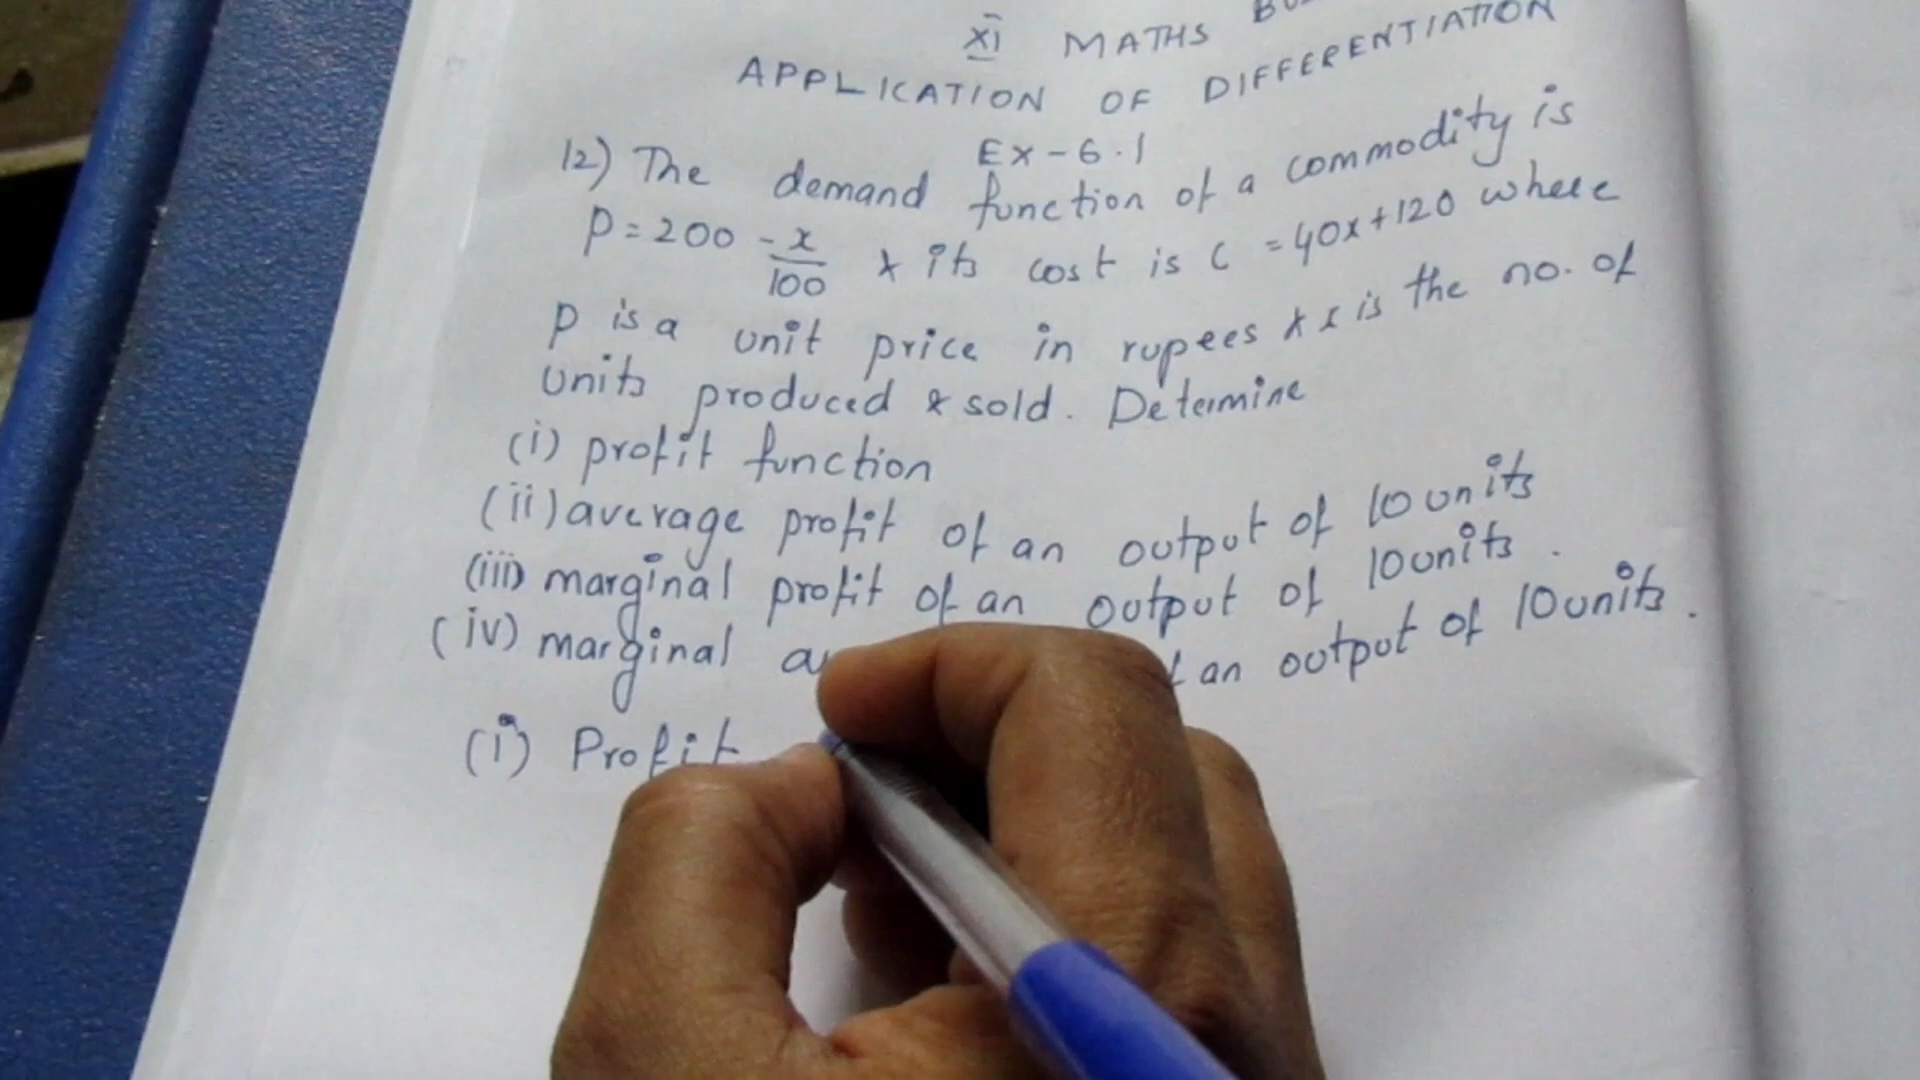 XI MATHS
APPLICATION OF DIFFERENTIATION
EX-6.1
12) The demand function of a commodity is
p = 200 - x/100 & its cost is C = 40x + 120 where
p is a unit price in rupees & x is the no. of
units produced & sold. Determine
(i) profit function
(ii) average profit of an output of 10 units
(iii) marginal profit of an output of 10 units.
(iv) marginal an output of 10 units.
(i) Profit